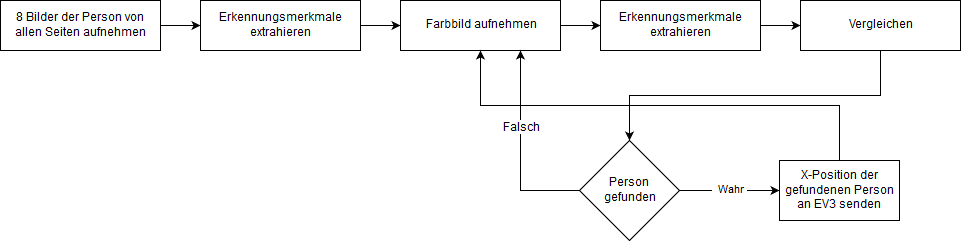 8 Bilder der Person von
allen Seiten aufnehmen
Erkennungsmerkmale
extrahieren
Farbbild aufnehmen
Erkennungsmerkmale
extrahieren
Vergleichen
Falsch
Person
gefunden
Wahr
X-Position der
gefundenen Person
an EV3 senden